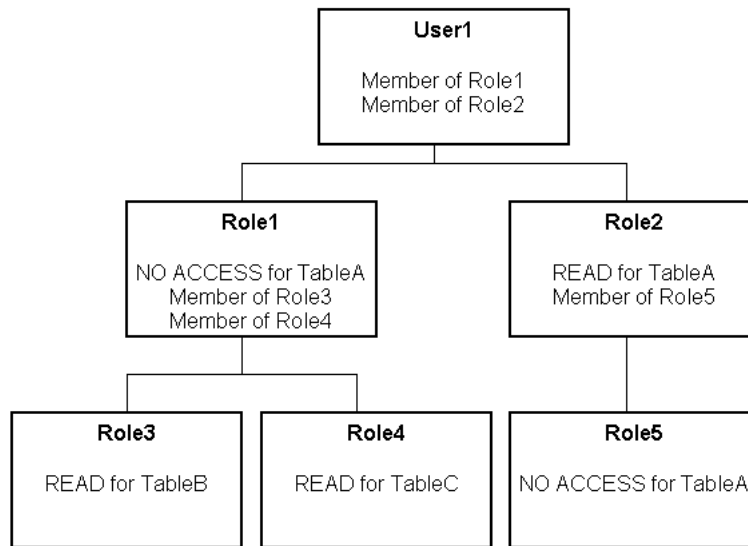 User1
Member of Role1
Member of Role2
Role1
NO ACCESS for TableA
Member of Role3
Member of Role4
Role2
READ for TableA
Member of Role5
Role3
READ for TableB
Role4
READ for TableC
Role5
NO ACCESS for TableA